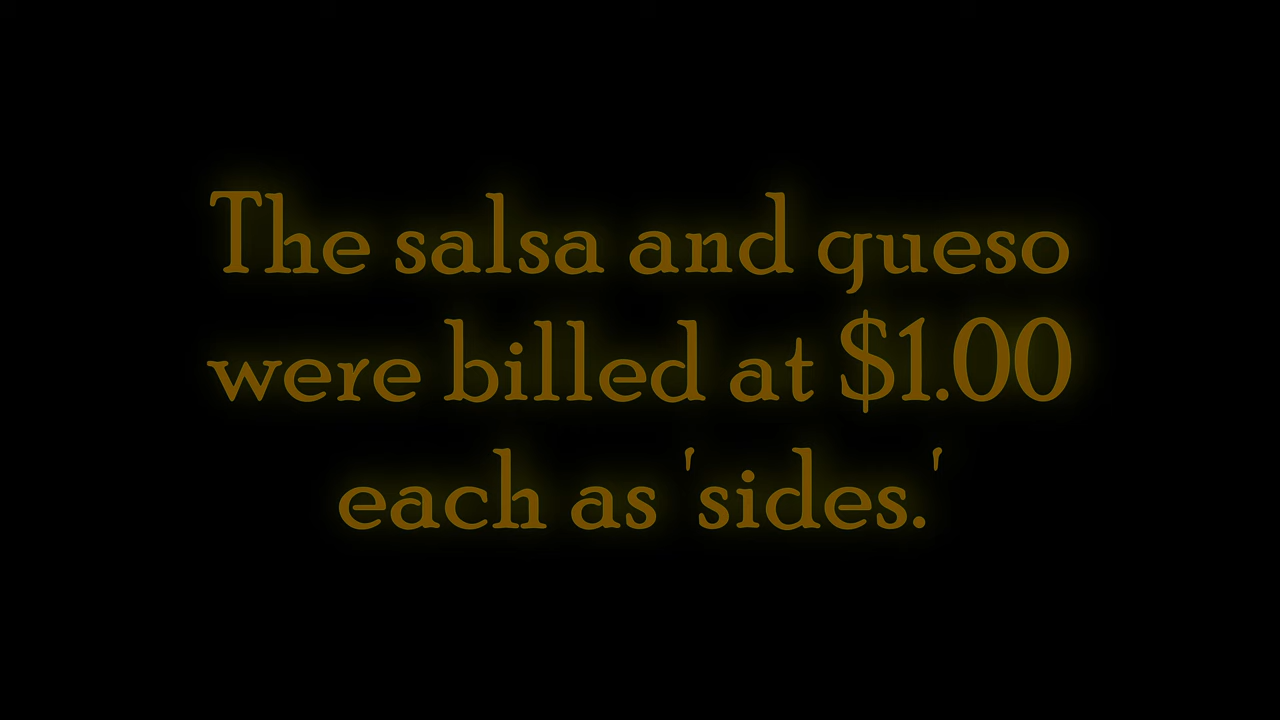 The salsa and queso
were billed at $1.00
each as 'sides.'